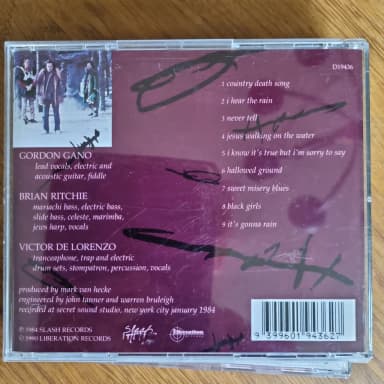 D19436
1 country death song
2 i hear the rain
3 never tell
4 jesus walking on the water
5 i know it's true but i'm sorry to say
6 hallowed ground
7 sweet misery blues
8 black girls
9 it's gonna rain
GORDON GANO
lead vocals, electric and
acoustic guitar, fiddle
BRIAN RITCHIE
mariachi bass, electric bass,
slide bass, celeste, marimba,
jews harp, vocals
VICTOR DE LORENZO
tranceaphone, trap and electric
drum sets, stompatron, percussion, vocals
produced by mark van hecke
engineered by john tanner and warren bruleigh
recorded at secret sound studio, new york city january 1984
℗ 1984 SLASH RECORDS
© 1990 LIBERATION RECORDS
slash
Liberation
9 399601 943627